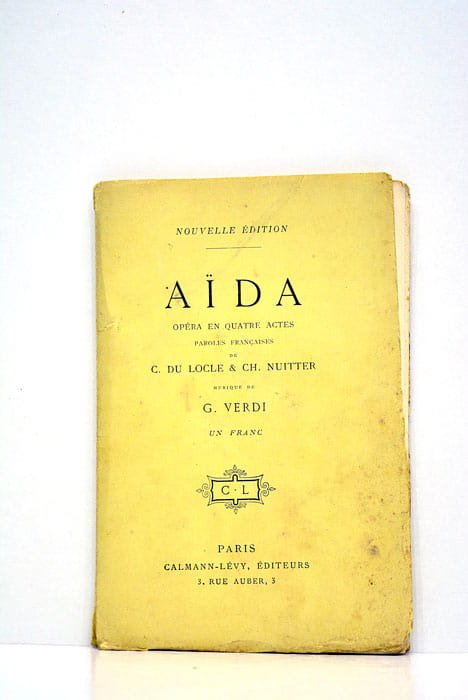 NOUVELLE ÉDITION
AÏDA
OPÉRA EN QUATRE ACTES
PAROLES FRANÇAISES
DE
C. DU LOCLE & CH. NUITTER
MUSIQUE DE
G. VERDI
UN FRANC
C·L
PARIS
CALMANN-LÉVY, ÉDITEURS
3, RUE AUBER, 3